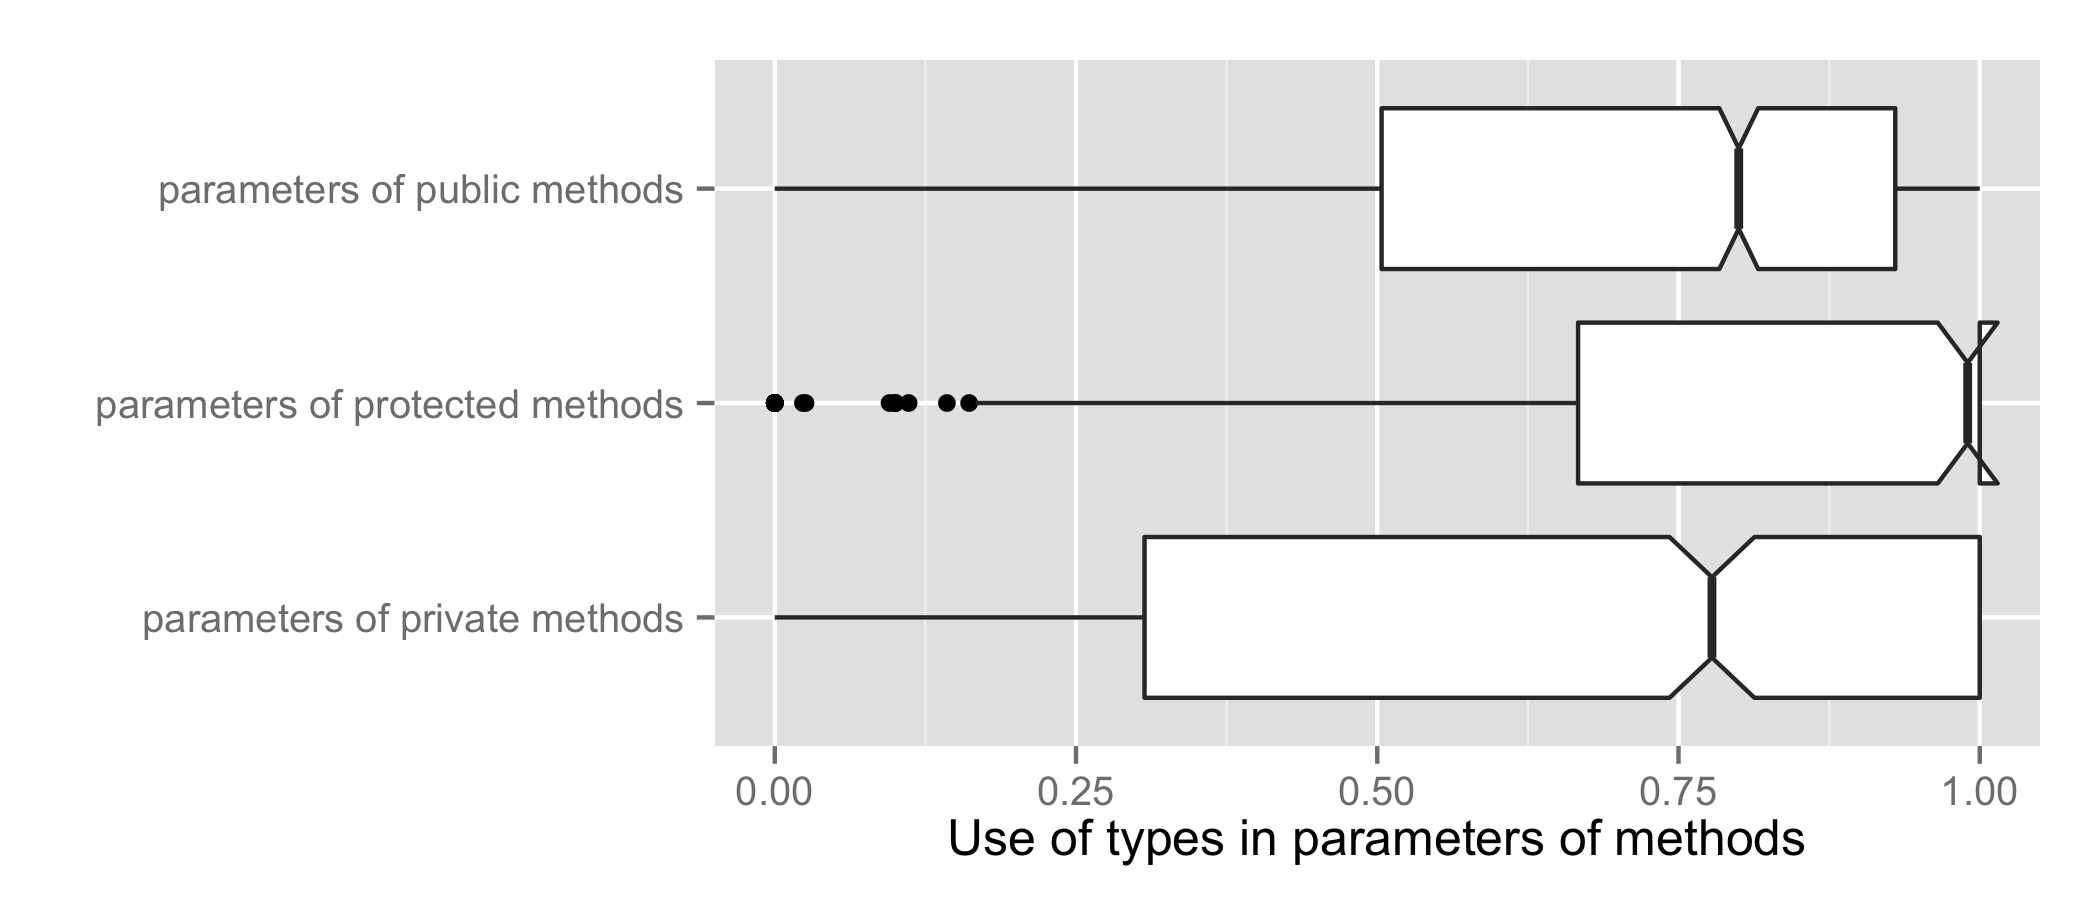 parameters of public methods
parameters of protected methods
parameters of private methods
0.00 0.25 0.50 0.75 1.00
Use of types in parameters of methods